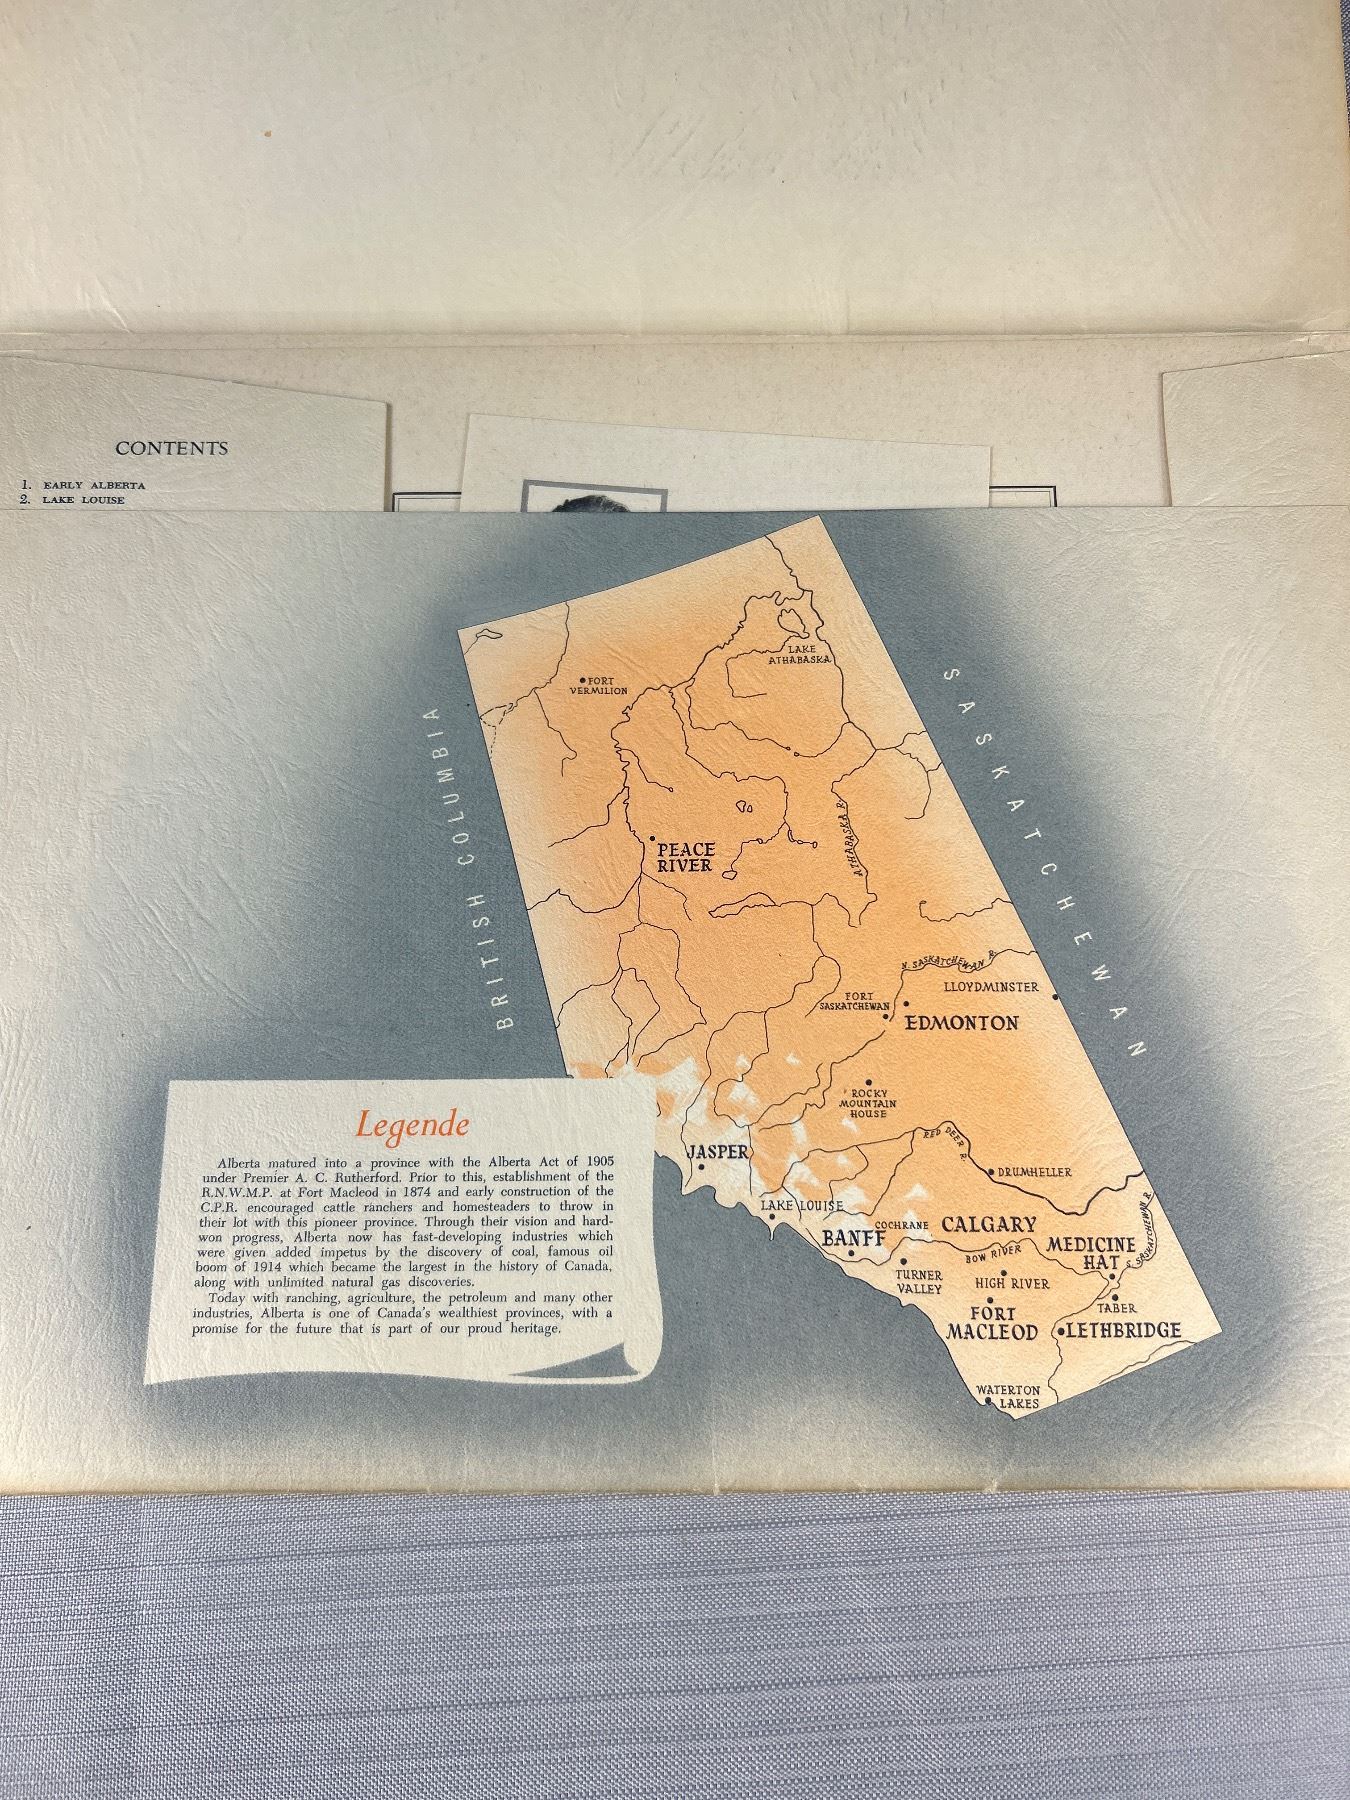 CONTENTS
1. EARLY ALBERTA
2. LAKE LOUISE
BRITISH COLUMBIA
SASKATCHEWAN
LAKE
ATHABASKA
FORT
VERMILION
ATHABASKA R.
PEACE
RIVER
N. SASKATCHEWAN R.
LLOYDMINSTER
FORT
SASKATCHEWAN
EDMONTON
ROCKY
MOUNTAIN
HOUSE
RED DEER R.
JASPER
DRUMHELLER
LAKE LOUISE
COCHRANE
CALGARY
BANFF
S. SASKATCHEWAN R.
BOW RIVER
MEDICINE
HAT
TURNER
VALLEY
HIGH RIVER
FORT
MACLEOD
TABER
LETHBRIDGE
WATERTON
LAKES
Legende
Alberta matured into a province with the Alberta Act of 1905
under Premier A. C. Rutherford. Prior to this, establishment of the
R.N.W.M.P. at Fort Macleod in 1874 and early construction of the
C.P.R. encouraged cattle ranchers and homesteaders to throw in
their lot with this pioneer province. Through their vision and hard-
won progress, Alberta now has fast-developing industries which
were given added impetus by the discovery of coal, famous oil
boom of 1914 which became the largest in the history of Canada,
along with unlimited natural gas discoveries.
Today with ranching, agriculture, the petroleum and many other
industries, Alberta is one of Canada's wealthiest provinces, with a
promise for the future that is part of our proud heritage.